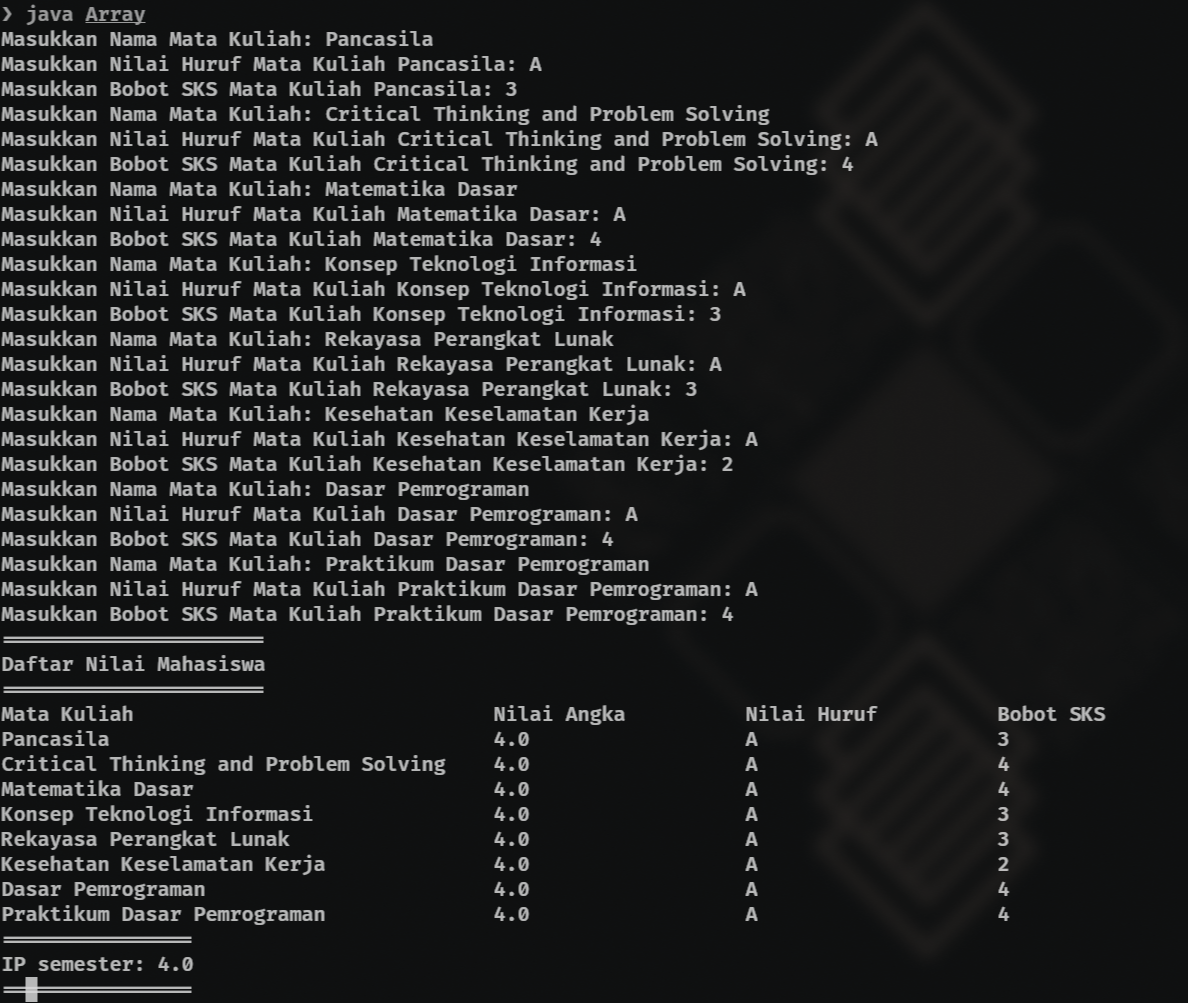 ❯ java Array
Masukkan Nama Mata Kuliah: Pancasila
Masukkan Nilai Huruf Mata Kuliah Pancasila: A
Masukkan Bobot SKS Mata Kuliah Pancasila: 3
Masukkan Nama Mata Kuliah: Critical Thinking and Problem Solving
Masukkan Nilai Huruf Mata Kuliah Critical Thinking and Problem Solving: A
Masukkan Bobot SKS Mata Kuliah Critical Thinking and Problem Solving: 4
Masukkan Nama Mata Kuliah: Matematika Dasar
Masukkan Nilai Huruf Mata Kuliah Matematika Dasar: A
Masukkan Bobot SKS Mata Kuliah Matematika Dasar: 4
Masukkan Nama Mata Kuliah: Konsep Teknologi Informasi
Masukkan Nilai Huruf Mata Kuliah Konsep Teknologi Informasi: A
Masukkan Bobot SKS Mata Kuliah Konsep Teknologi Informasi: 3
Masukkan Nama Mata Kuliah: Rekayasa Perangkat Lunak
Masukkan Nilai Huruf Mata Kuliah Rekayasa Perangkat Lunak: A
Masukkan Bobot SKS Mata Kuliah Rekayasa Perangkat Lunak: 3
Masukkan Nama Mata Kuliah: Kesehatan Keselamatan Kerja
Masukkan Nilai Huruf Mata Kuliah Kesehatan Keselamatan Kerja: A
Masukkan Bobot SKS Mata Kuliah Kesehatan Keselamatan Kerja: 2
Masukkan Nama Mata Kuliah: Dasar Pemrograman
Masukkan Nilai Huruf Mata Kuliah Dasar Pemrograman: A
Masukkan Bobot SKS Mata Kuliah Dasar Pemrograman: 4
Masukkan Nama Mata Kuliah: Praktikum Dasar Pemrograman
Masukkan Nilai Huruf Mata Kuliah Praktikum Dasar Pemrograman: A
Masukkan Bobot SKS Mata Kuliah Praktikum Dasar Pemrograman: 4
======================
Daftar Nilai Mahasiswa
======================
Mata Kuliah Nilai Angka Nilai Huruf Bobot SKS
Pancasila 4.0 A 3
Critical Thinking and Problem Solving 4.0 A 4
Matematika Dasar 4.0 A 4
Konsep Teknologi Informasi 4.0 A 3
Rekayasa Perangkat Lunak 4.0 A 3
Kesehatan Keselamatan Kerja 4.0 A 2
Dasar Pemrograman 4.0 A 4
Praktikum Dasar Pemrograman 4.0 A 4
================
IP semester: 4.0
================